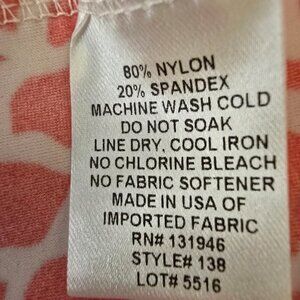 80% NYLON
20% SPANDEX
MACHINE WASH COLD
DO NOT SOAK
LINE DRY, COOL IRON
NO CHLORINE BLEACH
NO FABRIC SOFTENER
MADE IN USA OF
IMPORTED FABRIC
RN# 131946
STYLE# 138
LOT# 5516